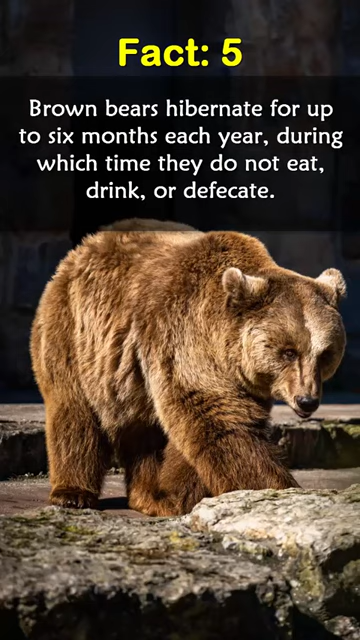 Fact: 5
Brown bears hibernate for up
to six months each year, during
which time they do not eat,
drink, or defecate.